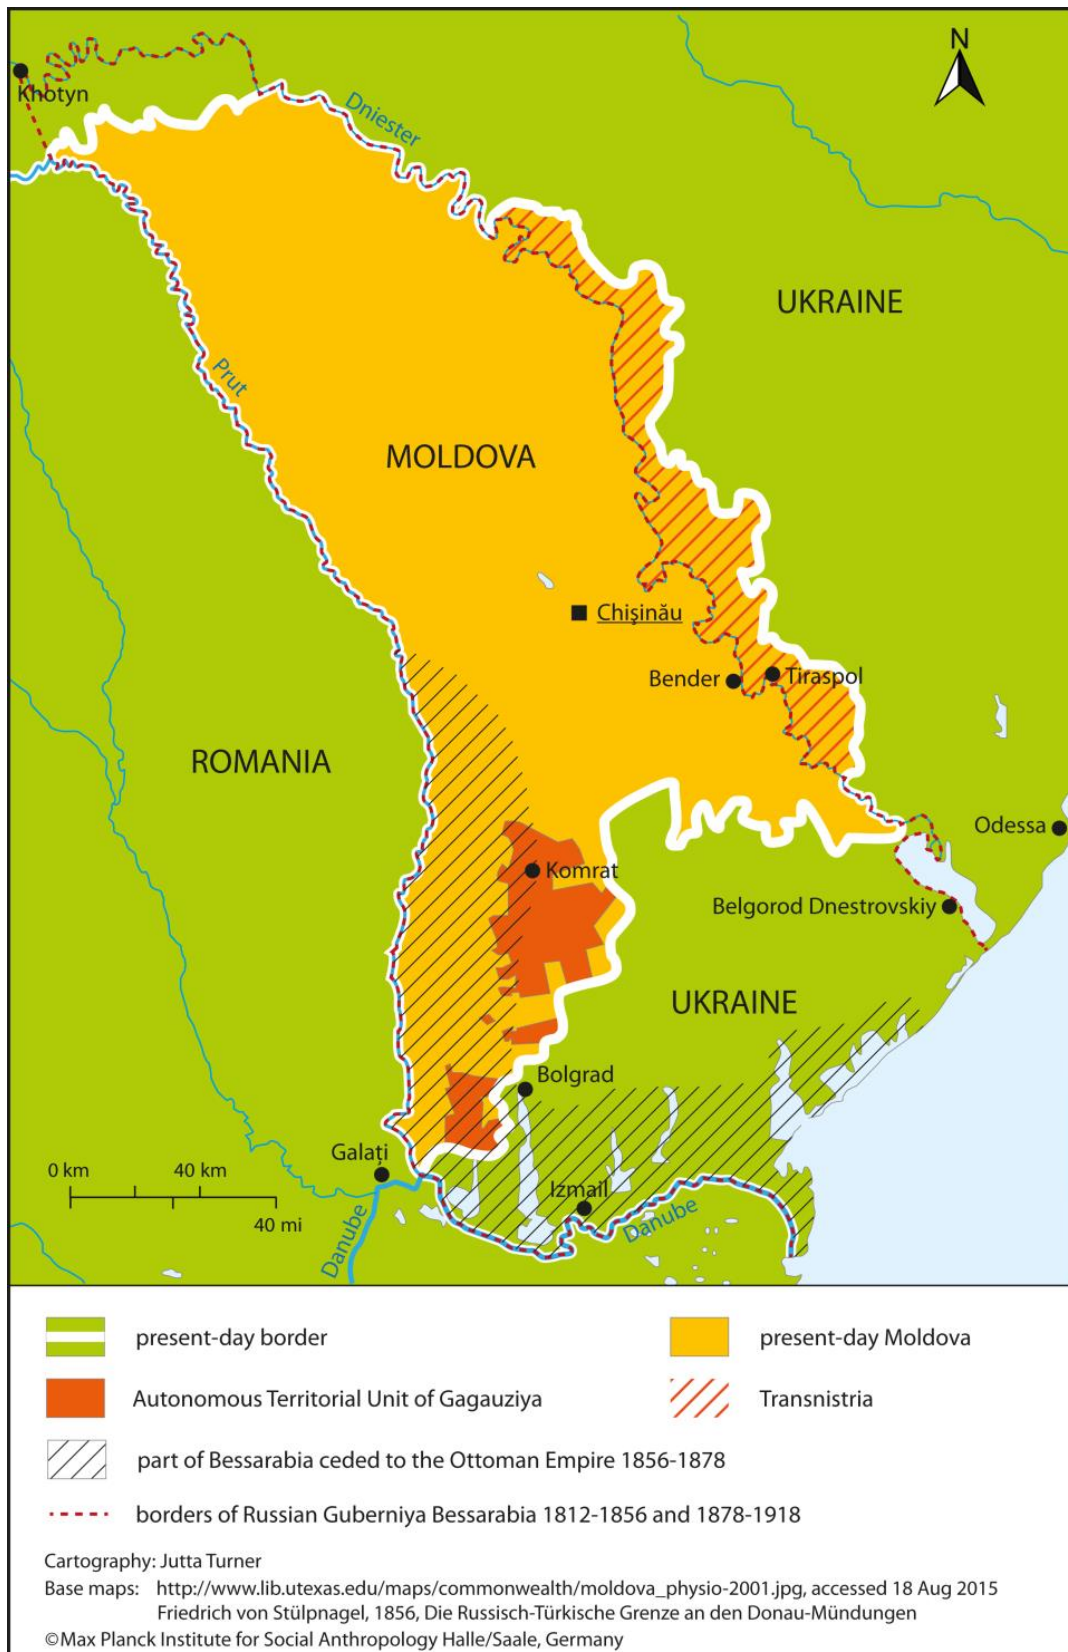 N
Khotyn
Dniester
UKRAINE
Prut
MOLDOVA
Chişinău
Bender
Tiraspol
ROMANIA
Odessa
Komrat
Belgorod Dnestrovskiy
UKRAINE
Bolgrad
Galați
0 km 40 km
40 mi
Izmail
Danube
Danube
present-day border
present-day Moldova
Autonomous Territorial Unit of Gagauziya
Transnistria
part of Bessarabia ceded to the Ottoman Empire 1856-1878
borders of Russian Guberniya Bessarabia 1812-1856 and 1878-1918
Cartography: Jutta Turner
Base maps: http://www.lib.utexas.edu/maps/commonwealth/moldova_physio-2001.jpg, accessed 18 Aug 2015
Friedrich von Stülpnagel, 1856, Die Russisch-Türkische Grenze an den Donau-Mündungen
©Max Planck Institute for Social Anthropology Halle/Saale, Germany